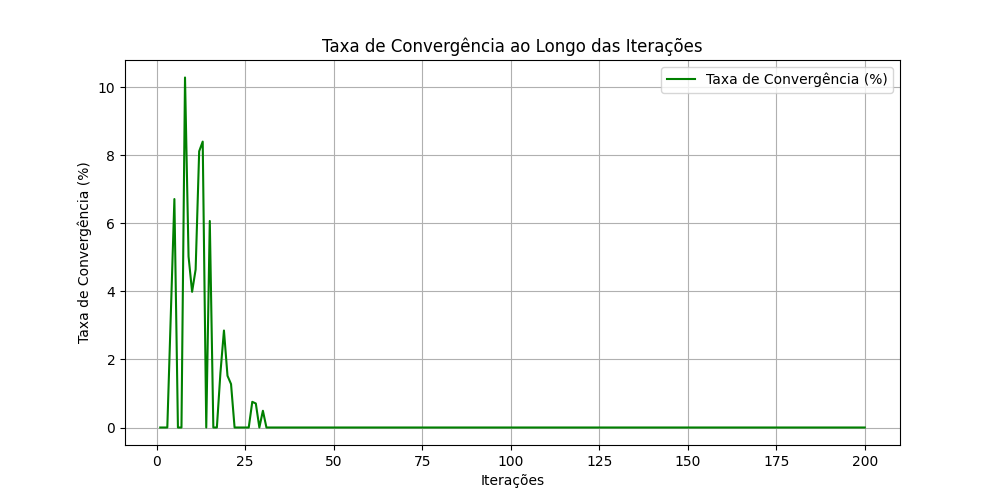 Taxa de Convergência ao Longo das Iterações
Taxa de Convergência (%)
Taxa de Convergência (%)
10
8
6
4
2
0
0 25 50 75 100 125 150 175 200
Iterações